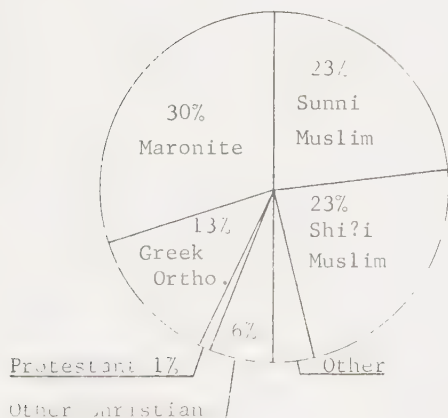 23%
Sunni
Muslim
30%
Maronite
23%
Shi?i
Muslim
13%
Greek
Ortho.
6%
Protestant 1%
Other
Other Christian